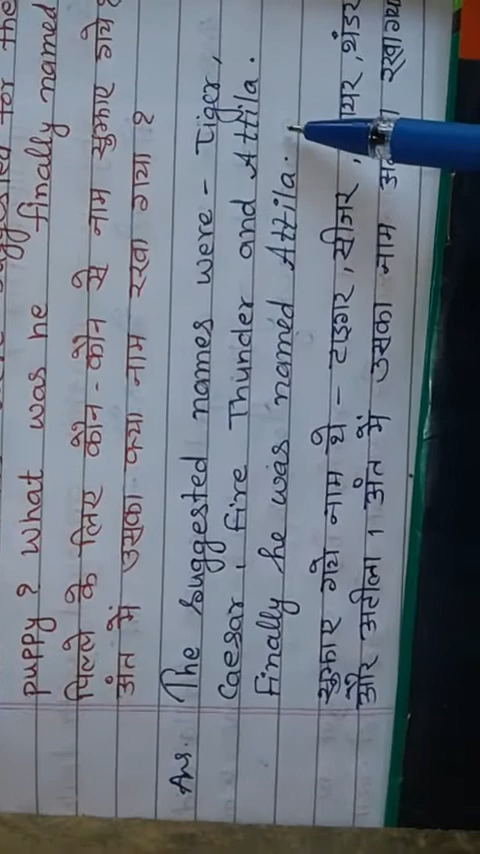 puppy ? What was he finally named
पिल्ले के लिए कौन - कौन से नाम सुझाए गये
अंत में उसका क्या नाम रखा गया ?
Ans. The suggested names were - Tiger,
Caesar, Fire Thunder and Attila.
Finally he was named Attila.
सुझाए गये नाम थे - टाइगर, सीजर,
और अटीला । अंत में उसका नाम